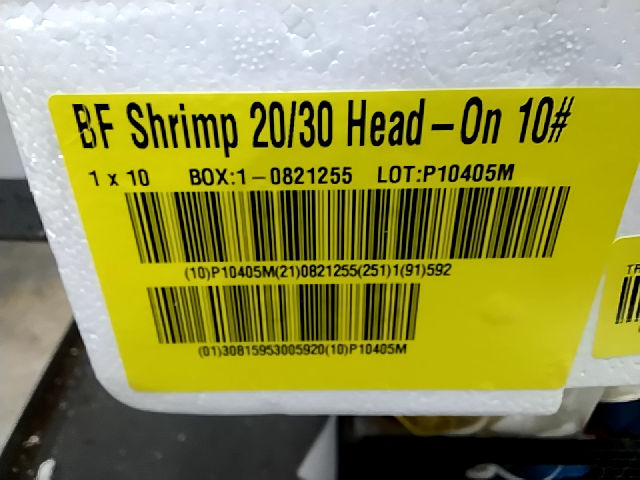 BF Shrimp 20/30 Head-On 10#
1 x 10 BOX:1-0821255 LOT:P10405M
(10)P10405M(21)0821255(251)1(91)592
(01)30815953005920(10)P10405M
TR